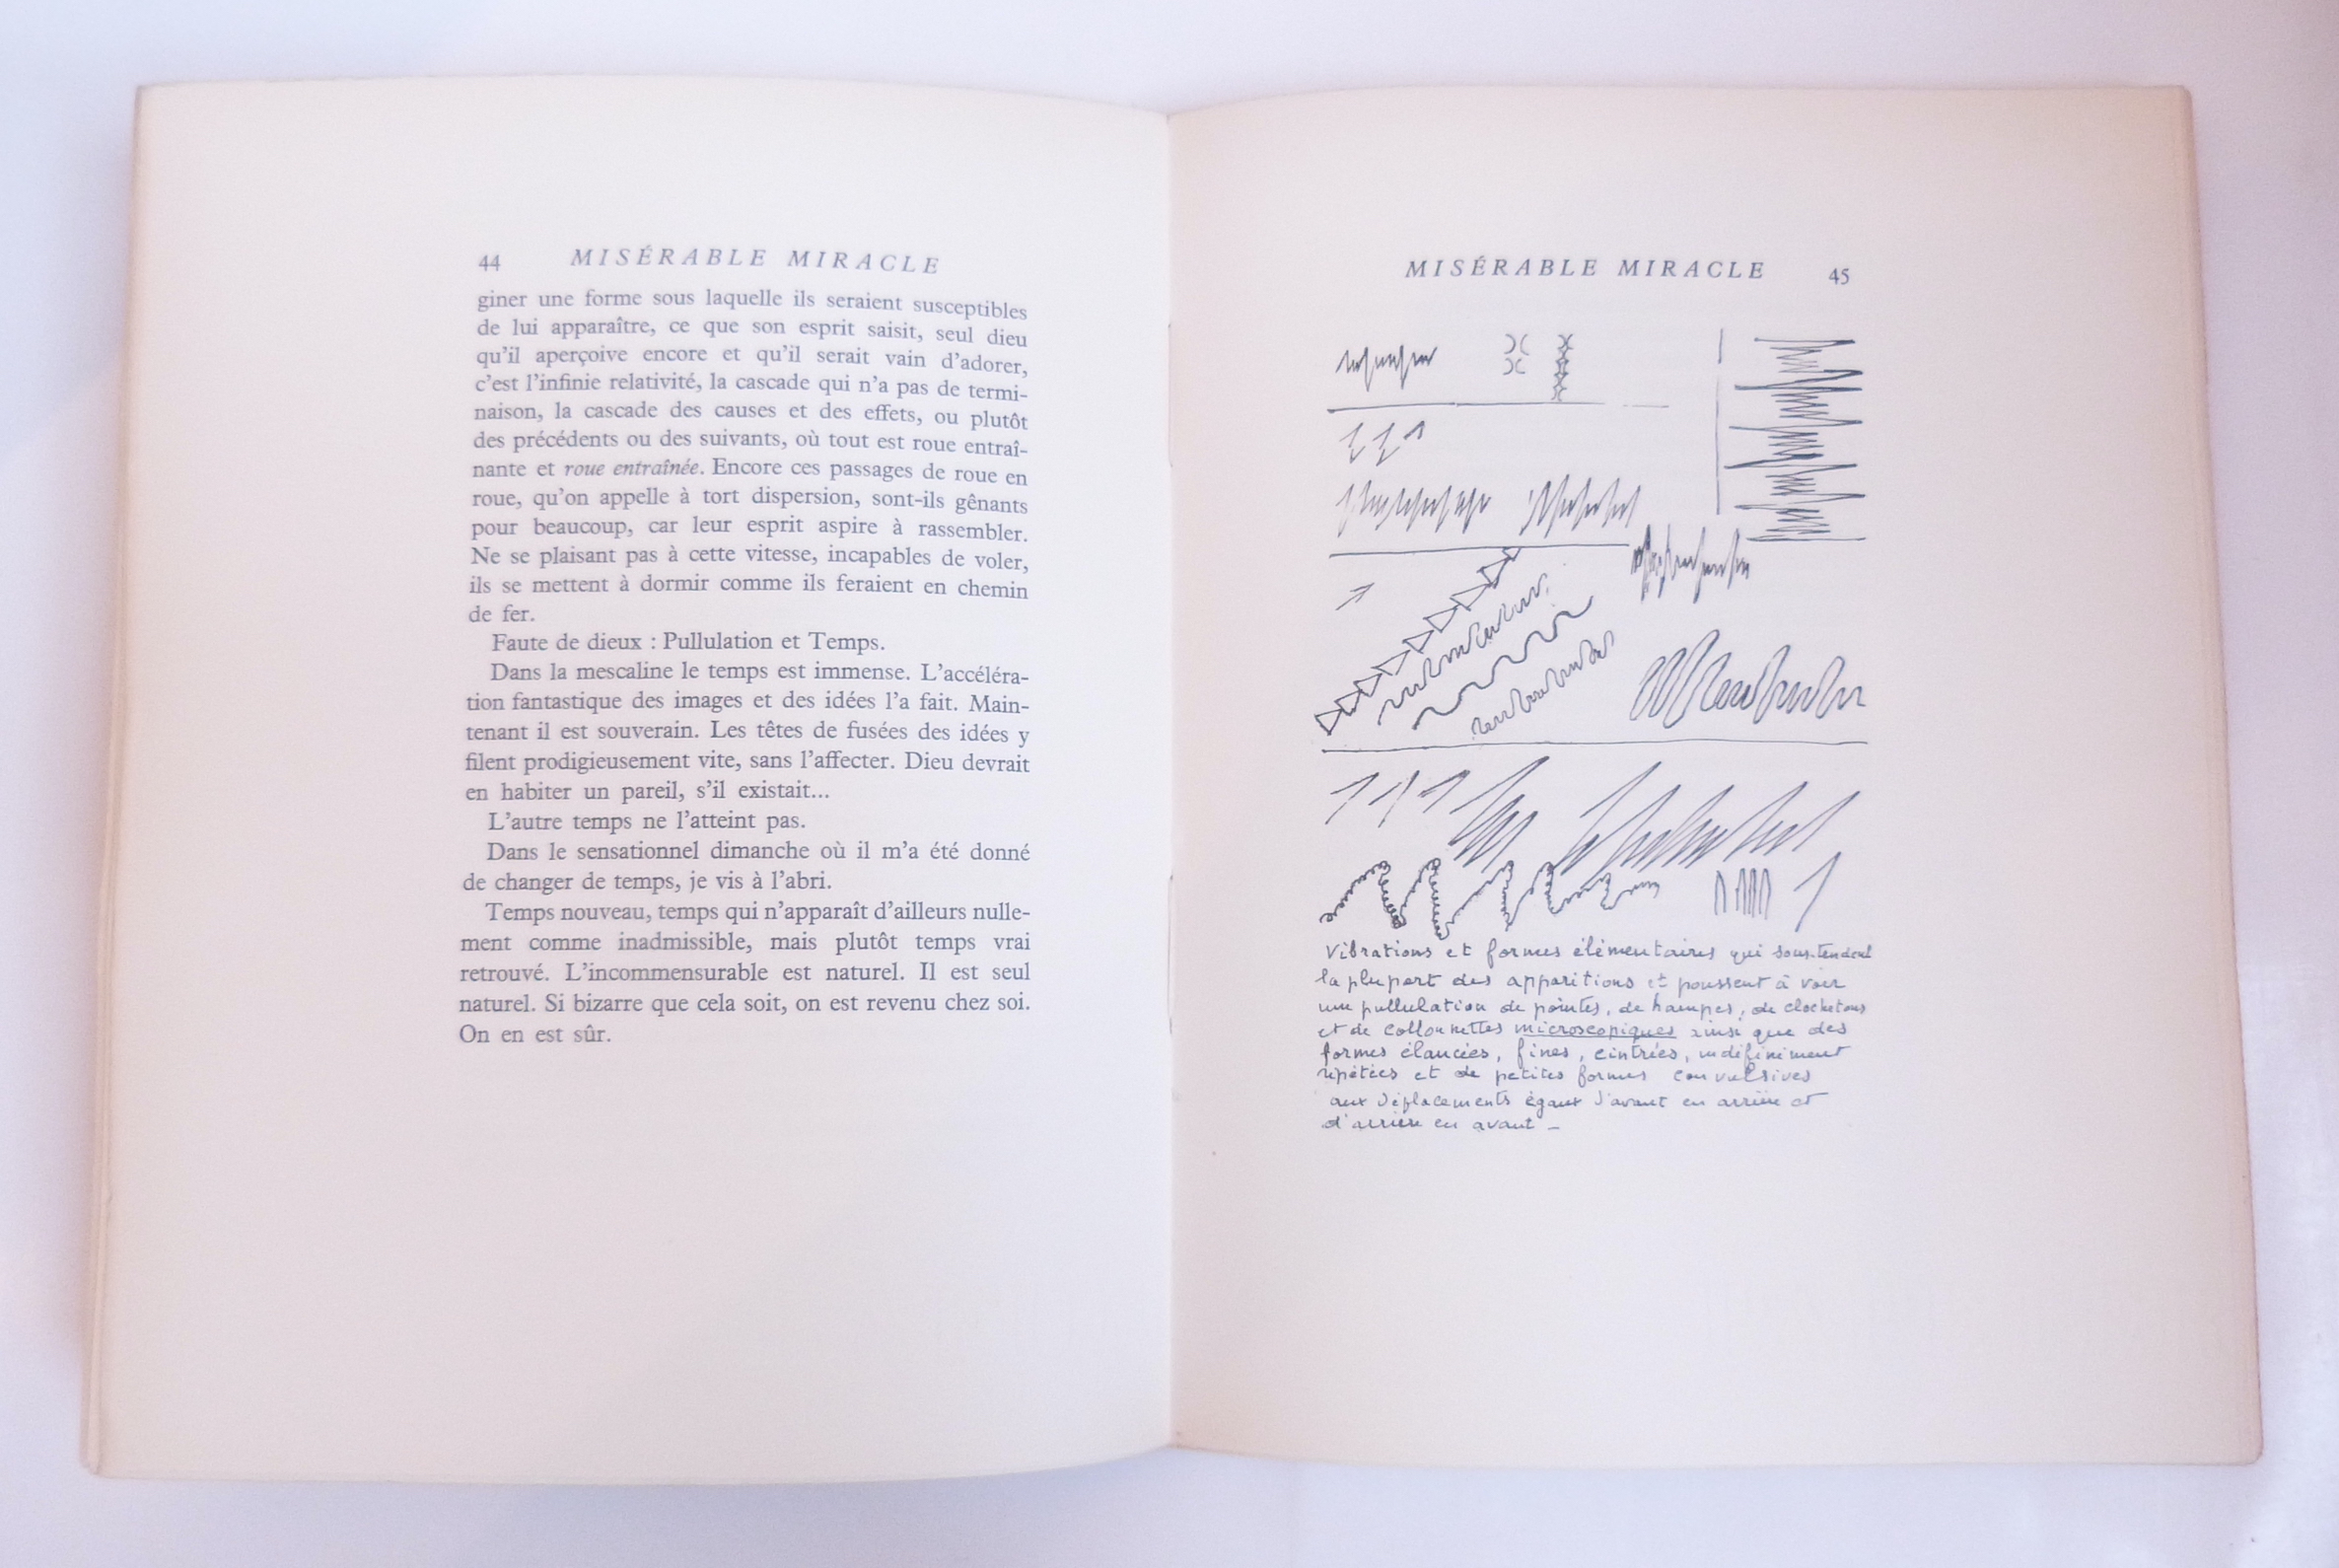 44 MISÉRABLE MIRACLE
giner une forme sous laquelle ils seraient susceptibles
de lui apparaître, ce que son esprit saisit, seul dieu
qu'il aperçoive encore et qu'il serait vain d'adorer,
c'est l'infinie relativité, la cascade qui n'a pas de termi-
naison, la cascade des causes et des effets, ou plutôt
des précédents ou des suivants, où tout est roue entraî-
nante et roue entraînée. Encore ces passages de roue en
roue, qu'on appelle à tort dispersion, sont-ils gênants
pour beaucoup, car leur esprit aspire à rassembler.
Ne se plaisant pas à cette vitesse, incapables de voler,
ils se mettent à dormir comme ils feraient en chemin
de fer.
Faute de dieux : Pullulation et Temps.
Dans la mescaline le temps est immense. L'accéléra-
tion fantastique des images et des idées l'a fait. Main-
tenant il est souverain. Les têtes de fusées des idées y
filent prodigieusement vite, sans l'affecter. Dieu devrait
en habiter un pareil, s'il existait...
L'autre temps ne l'atteint pas.
Dans le sensationnel dimanche où il m'a été donné
de changer de temps, je vis à l'abri.
Temps nouveau, temps qui n'apparaît d'ailleurs nulle-
ment comme inadmissible, mais plutôt temps vrai
retrouvé. L'incommensurable est naturel. Il est seul
naturel. Si bizarre que cela soit, on est revenu chez soi.
On en est sûr.
MISÉRABLE MIRACLE 45
Vibrations et formes élémentaires qui sous-tendent
la plupart des apparitions et poussent à voir
une pullulation de pointes, de hampes, de clochetons
et de collonnettes microscopiques ainsi que des
formes élancées, fines, cintrées, indéfiniment
répétées et de petites formes convulsives
aux déplacements égaux d'avant en arrière et
d'arrière en avant –